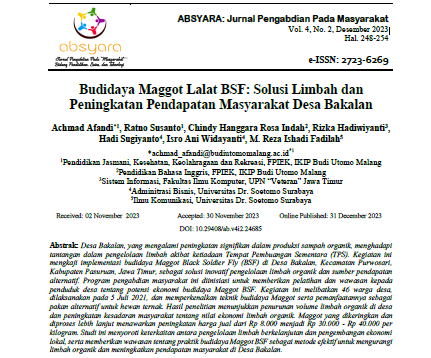 absyara
Jurnal Pengabdian Pada Masyarakat
Bidang Pendidikan, Sains, dan Teknologi
ABSYARA: Jurnal Pengabdian Pada Masyarakat
Vol. 4, No. 2, Desember 2023
Hal. 248-254
e-ISSN: 2723-6269
Budidaya Maggot Lalat BSF: Solusi Limbah dan
Peningkatan Pendapatan Masyarakat Desa Bakalan
Achmad Afandi*¹, Ratno Susanto¹, Chindy Hanggara Rosa Indah², Rizka Hadiwiyanti³,
Hadi Sugiyanto⁴, Isro Ani Widayanti⁴, M. Reza Ishadi Fadilah⁵
*achmad_afandi@budiutomomalang.ac.id*¹
¹Pendidikan Jasmani, Kesehatan, Keolahragaan dan Rekreasi, FPIEK, IKIP Budi Utomo Malang
²Pendidikan Bahasa Inggris, FPIEK, IKIP Budi Utomo Malang
³Sistem Informasi, Fakultas Ilmu Komputer, UPN "Veteran" Jawa Timur
⁴Adminitrasi Bisnis, Universitas Dr. Soetomo Surabaya
⁵Ilmu Komunikasi, Universitas Dr. Soetomo Surabaya
Received: 02 November 2023 Accepted: 30 November 2023 Online Published: 31 Desember 2023
DOI: 10.29408/ab.v4i2.24685
Abstrak: Desa Bakalan, yang mengalami peningkatan signifikan dalam produksi sampah organik, menghadapi
tantangan dalam pengelolaan limbah akibat ketiadaan Tempat Pembuangan Sementara (TPS). Kegiatan ini
mengkaji implementasi budidaya Maggot Black Soldier Fly (BSF) di Desa Bakalan, Kecamatan Purwosari,
Kabupaten Pasuruan, Jawa Timur, sebagai solusi inovatif pengelolaan limbah organik dan sumber pendapatan
alternatif. Program pengabdian masyarakat ini diinisiasi untuk memberikan pelatihan dan wawasan kepada
penduduk desa tentang potensi ekonomi budidaya Maggot BSF. Kegiatan ini melibatkan 45 warga desa,
dilaksanakan pada 5 Juli 2021, dan memperkenalkan teknik budidaya Maggot serta pemanfaatannya sebagai
pakan alternatif untuk hewan ternak. Hasil penelitian menunjukkan penurunan volume limbah organik di desa
dan peningkatan kesadaran masyarakat tentang nilai ekonomi limbah organik. Maggot yang dikeringkan dan
diproses lebih lanjut menawarkan peningkatan harga jual dari Rp 8.000 menjadi Rp 30.000 - Rp 40.000 per
kilogram. Studi ini menyoroti keterkaitan antara pengelolaan limbah berkelanjutan dan pengembangan ekonomi
lokal, serta memberikan wawasan tentang praktik budidaya Maggot BSF sebagai metode efektif untuk mengurangi
limbah organik dan meningkatkan pendapatan masyarakat di Desa Bakalan.